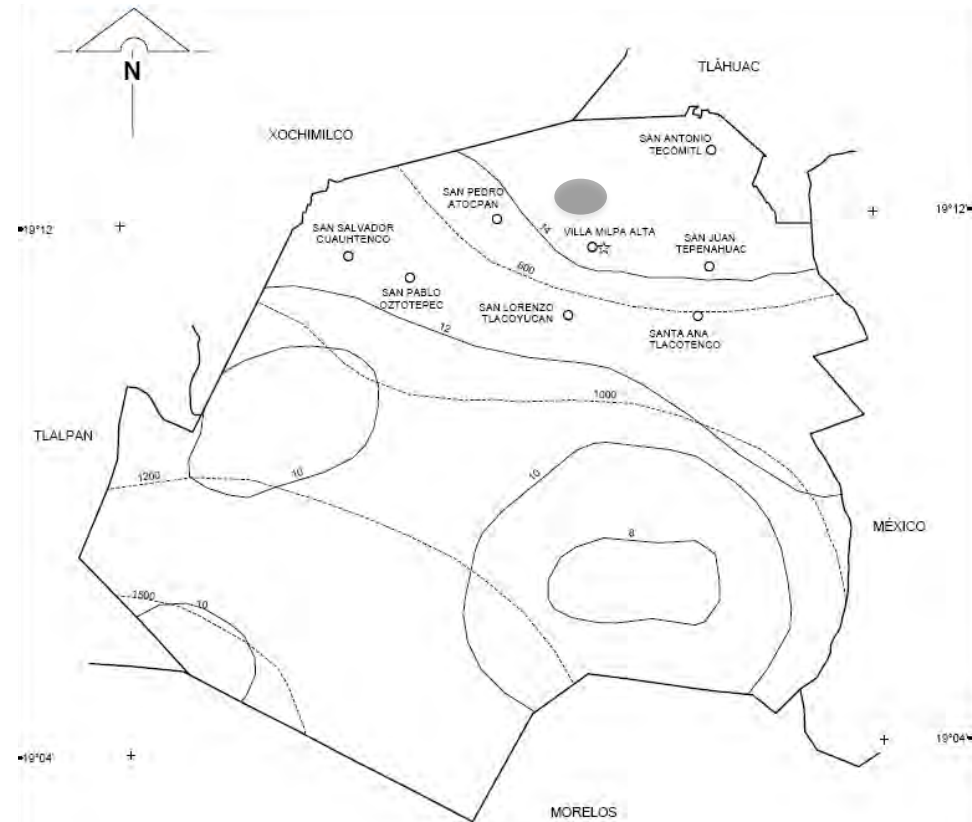 N
TLÁHUAC
XOCHIMILCO
SAN ANTONIO
TECÓMITL
SAN PEDRO
ATOCPAN
19°12'
19°12'
14
VILLA MILPA ALTA
SAN SALVADOR
CUAUHTENCO
SAN JUAN
TEPENAHUAC
600
SAN PABLO
OZTOTEPEC
SAN LORENZO
TLACOYUCAN
12
SANTA ANA
TLACOTENCO
1000
TLALPAN
10
10
1200
MÉXICO
8
1500
10
19°04'
19°04'
MORELOS